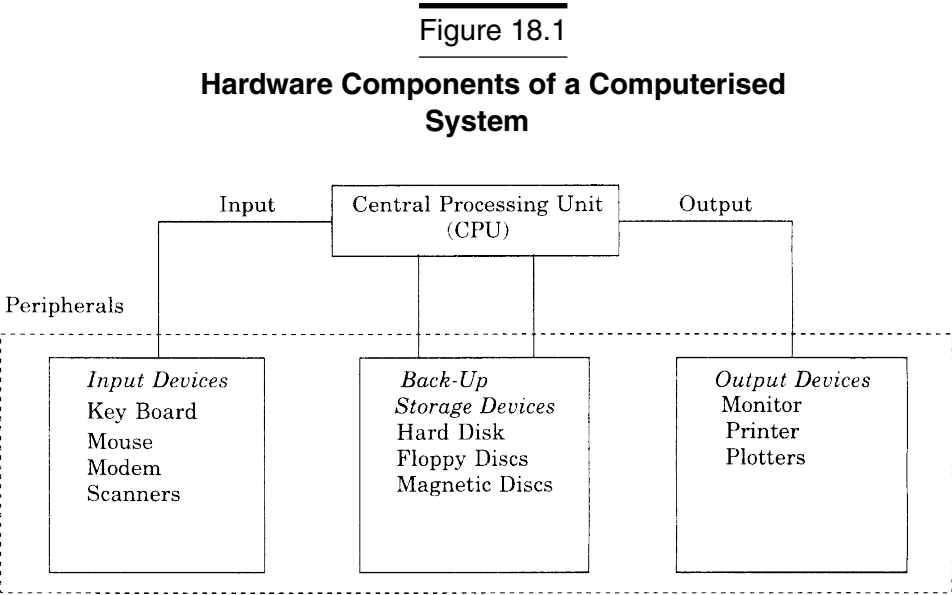 Figure 18.1
Hardware Components of a Computerised
System
Input
Central Processing Unit
(CPU)
Output
Peripherals
Input Devices
Key Board
Mouse
Modem
Scanners
Back-Up
Storage Devices
Hard Disk
Floppy Discs
Magnetic Discs
Output Devices
Monitor
Printer
Plotters